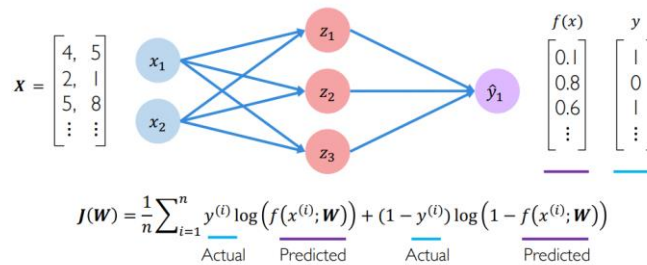 f(x) y
X = [4, 5
2, 1
5, 8
⋮ ⋮]
x₁
x₂
z₁
z₂
z₃
ŷ₁
[0.1
0.8
0.6
⋮]
[1
0
1
⋮]
J(W) = 1/n ∑ᵢ₌₁ⁿ y⁽ⁱ⁾ log(f(x⁽ⁱ⁾; W)) + (1 − y⁽ⁱ⁾) log(1 − f(x⁽ⁱ⁾; W))
Actual Predicted Actual Predicted